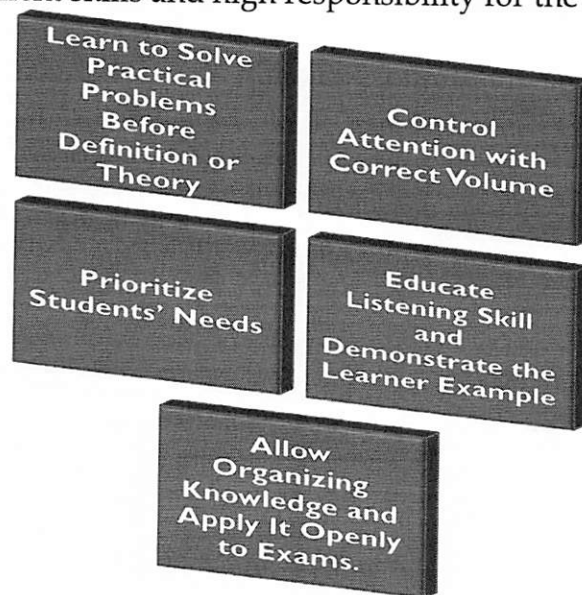 skills and high responsibility for the
Learn to Solve
Practical
Problems
Before
Definition or
Theory
Control
Attention with
Correct Volume
Prioritize
Students' Needs
Educate
Listening Skill
and
Demonstrate the
Learner Example
Allow
Organizing
Knowledge and
Apply It Openly
to Exams.